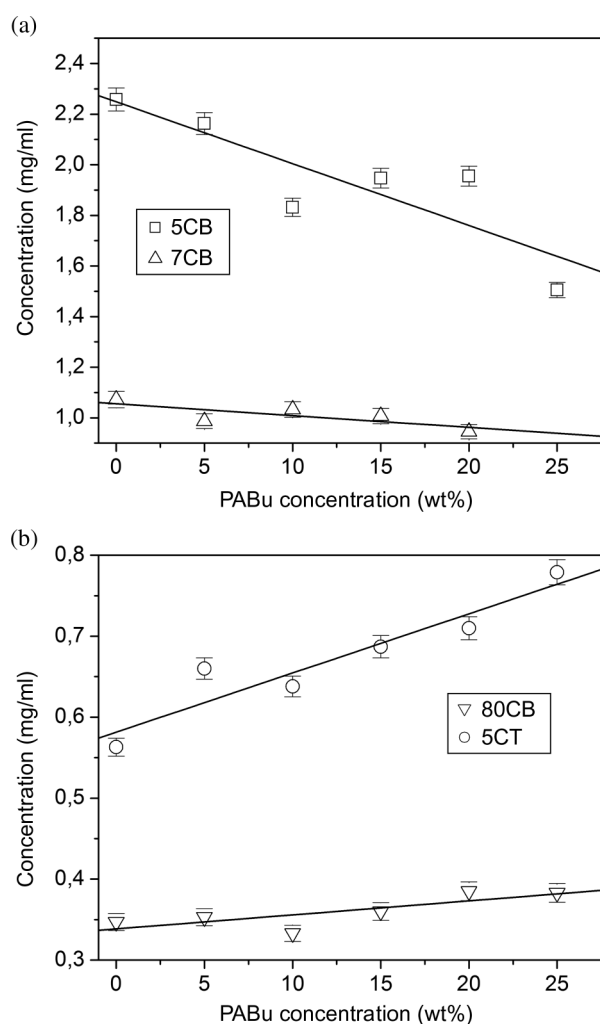 (a)
2,4
2,2
2,0
1,8
1,6
1,4
1,2
1,0
Concentration (mg/ml)
5CB
7CB
0 5 10 15 20 25
PABu concentration (wt%)
(b)
0,8
0,7
0,6
0,5
0,4
0,3
Concentration (mg/ml)
80CB
5CT
0 5 10 15 20 25
PABu concentration (wt%)